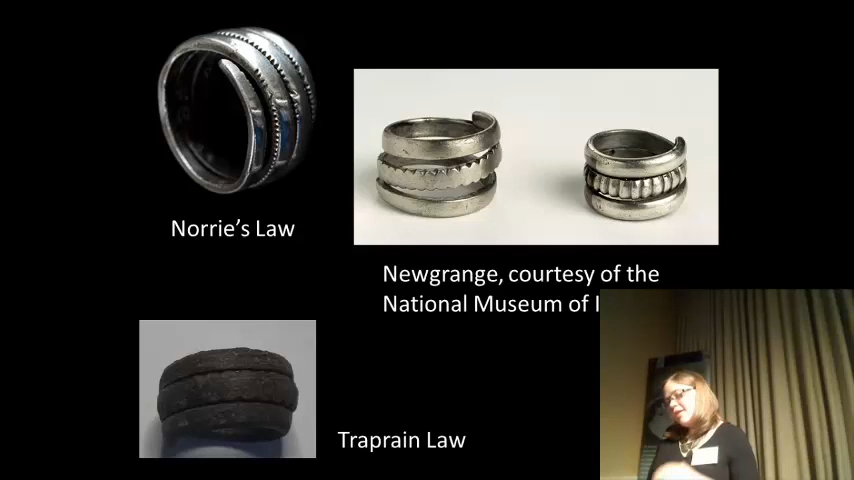 Norrie's Law
Newgrange, courtesy of the
National Museum of
Traprain Law